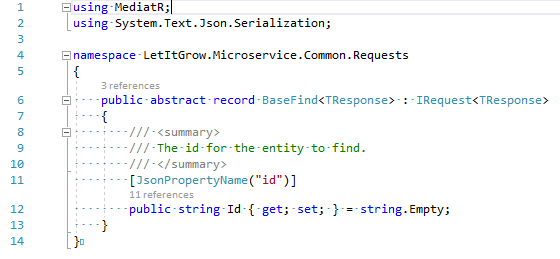 1 using MediatR;
2 using System.Text.Json.Serialization;
3
4 namespace LetItGrow.Microservice.Common.Requests
5 {
3 references
6 public abstract record BaseFind<TResponse> : IRequest<TResponse>
7 {
8 /// <summary>
9 /// The id for the entity to find.
10 /// </summary>
11 [JsonPropertyName("id")]
11 references
12 public string Id { get; set; } = string.Empty;
13 }
14 }